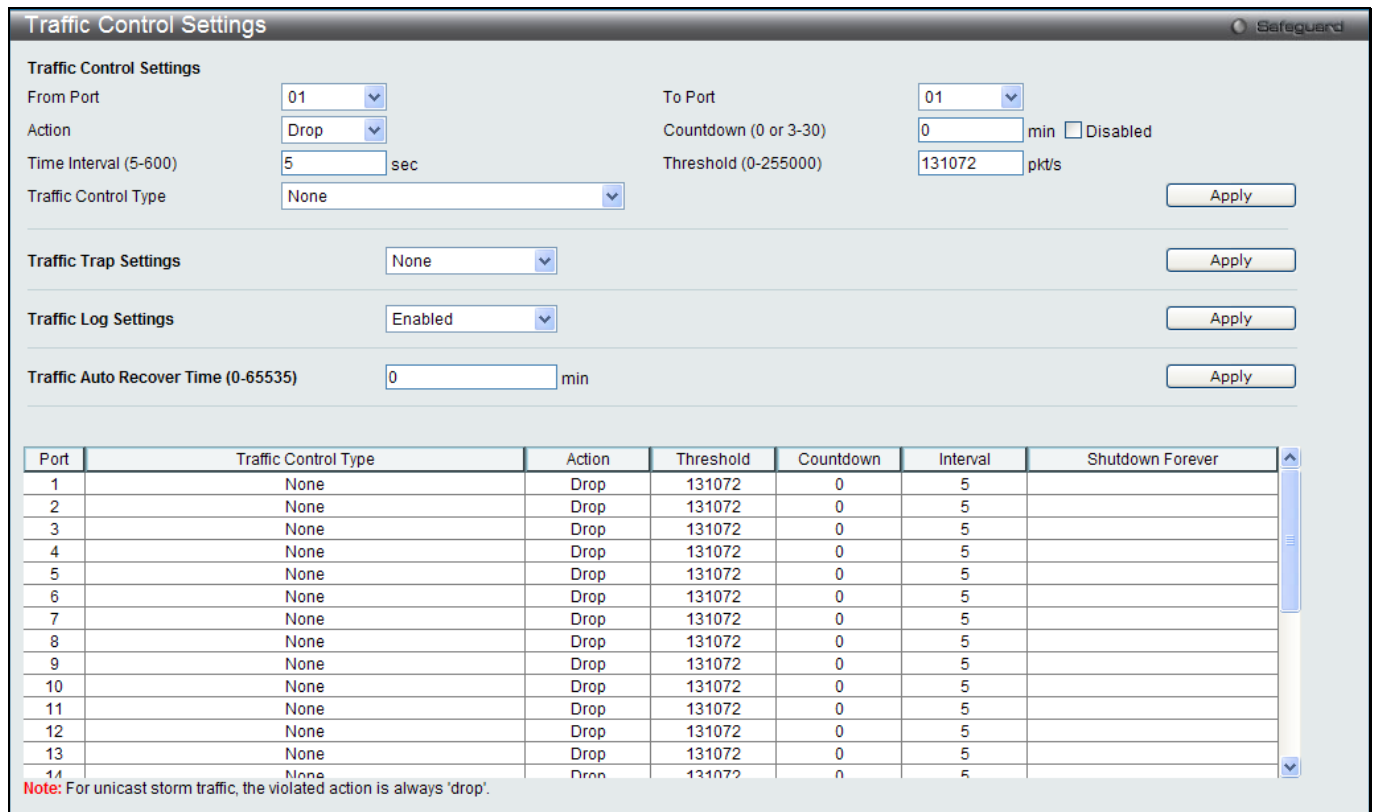 Traffic Control Settings
Safeguard
Traffic Control Settings
From Port 01 To Port 01
Action Drop Countdown (0 or 3-30) 0 min Disabled
Time Interval (5-600) 5 sec Threshold (0-255000) 131072 pkt/s
Traffic Control Type None Apply
Traffic Trap Settings None Apply
Traffic Log Settings Enabled Apply
Traffic Auto Recover Time (0-65535) 0 min Apply
Port Traffic Control Type Action Threshold Countdown Interval Shutdown Forever
1 None Drop 131072 0 5
2 None Drop 131072 0 5
3 None Drop 131072 0 5
4 None Drop 131072 0 5
5 None Drop 131072 0 5
6 None Drop 131072 0 5
7 None Drop 131072 0 5
8 None Drop 131072 0 5
9 None Drop 131072 0 5
10 None Drop 131072 0 5
11 None Drop 131072 0 5
12 None Drop 131072 0 5
13 None Drop 131072 0 5
14 None Drop 131072 0 5
Note: For unicast storm traffic, the violated action is always 'drop'.